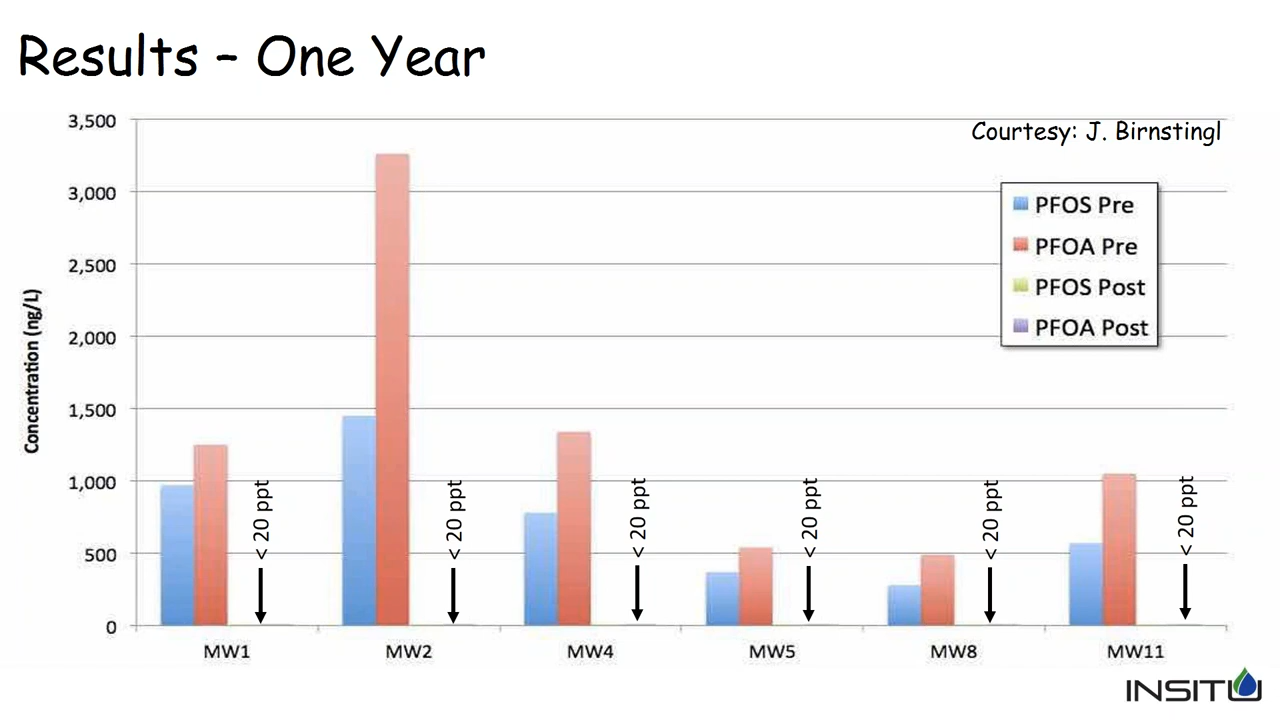 Results – One Year
Courtesy: J. Birnstingl
Concentration (ng/L)
3,500
3,000
2,500
2,000
1,500
1,000
500
0
PFOS Pre
PFOA Pre
PFOS Post
PFOA Post
< 20 ppt
< 20 ppt
< 20 ppt
< 20 ppt
< 20 ppt
< 20 ppt
MW1
MW2
MW4
MW5
MW8
MW11
INSITU